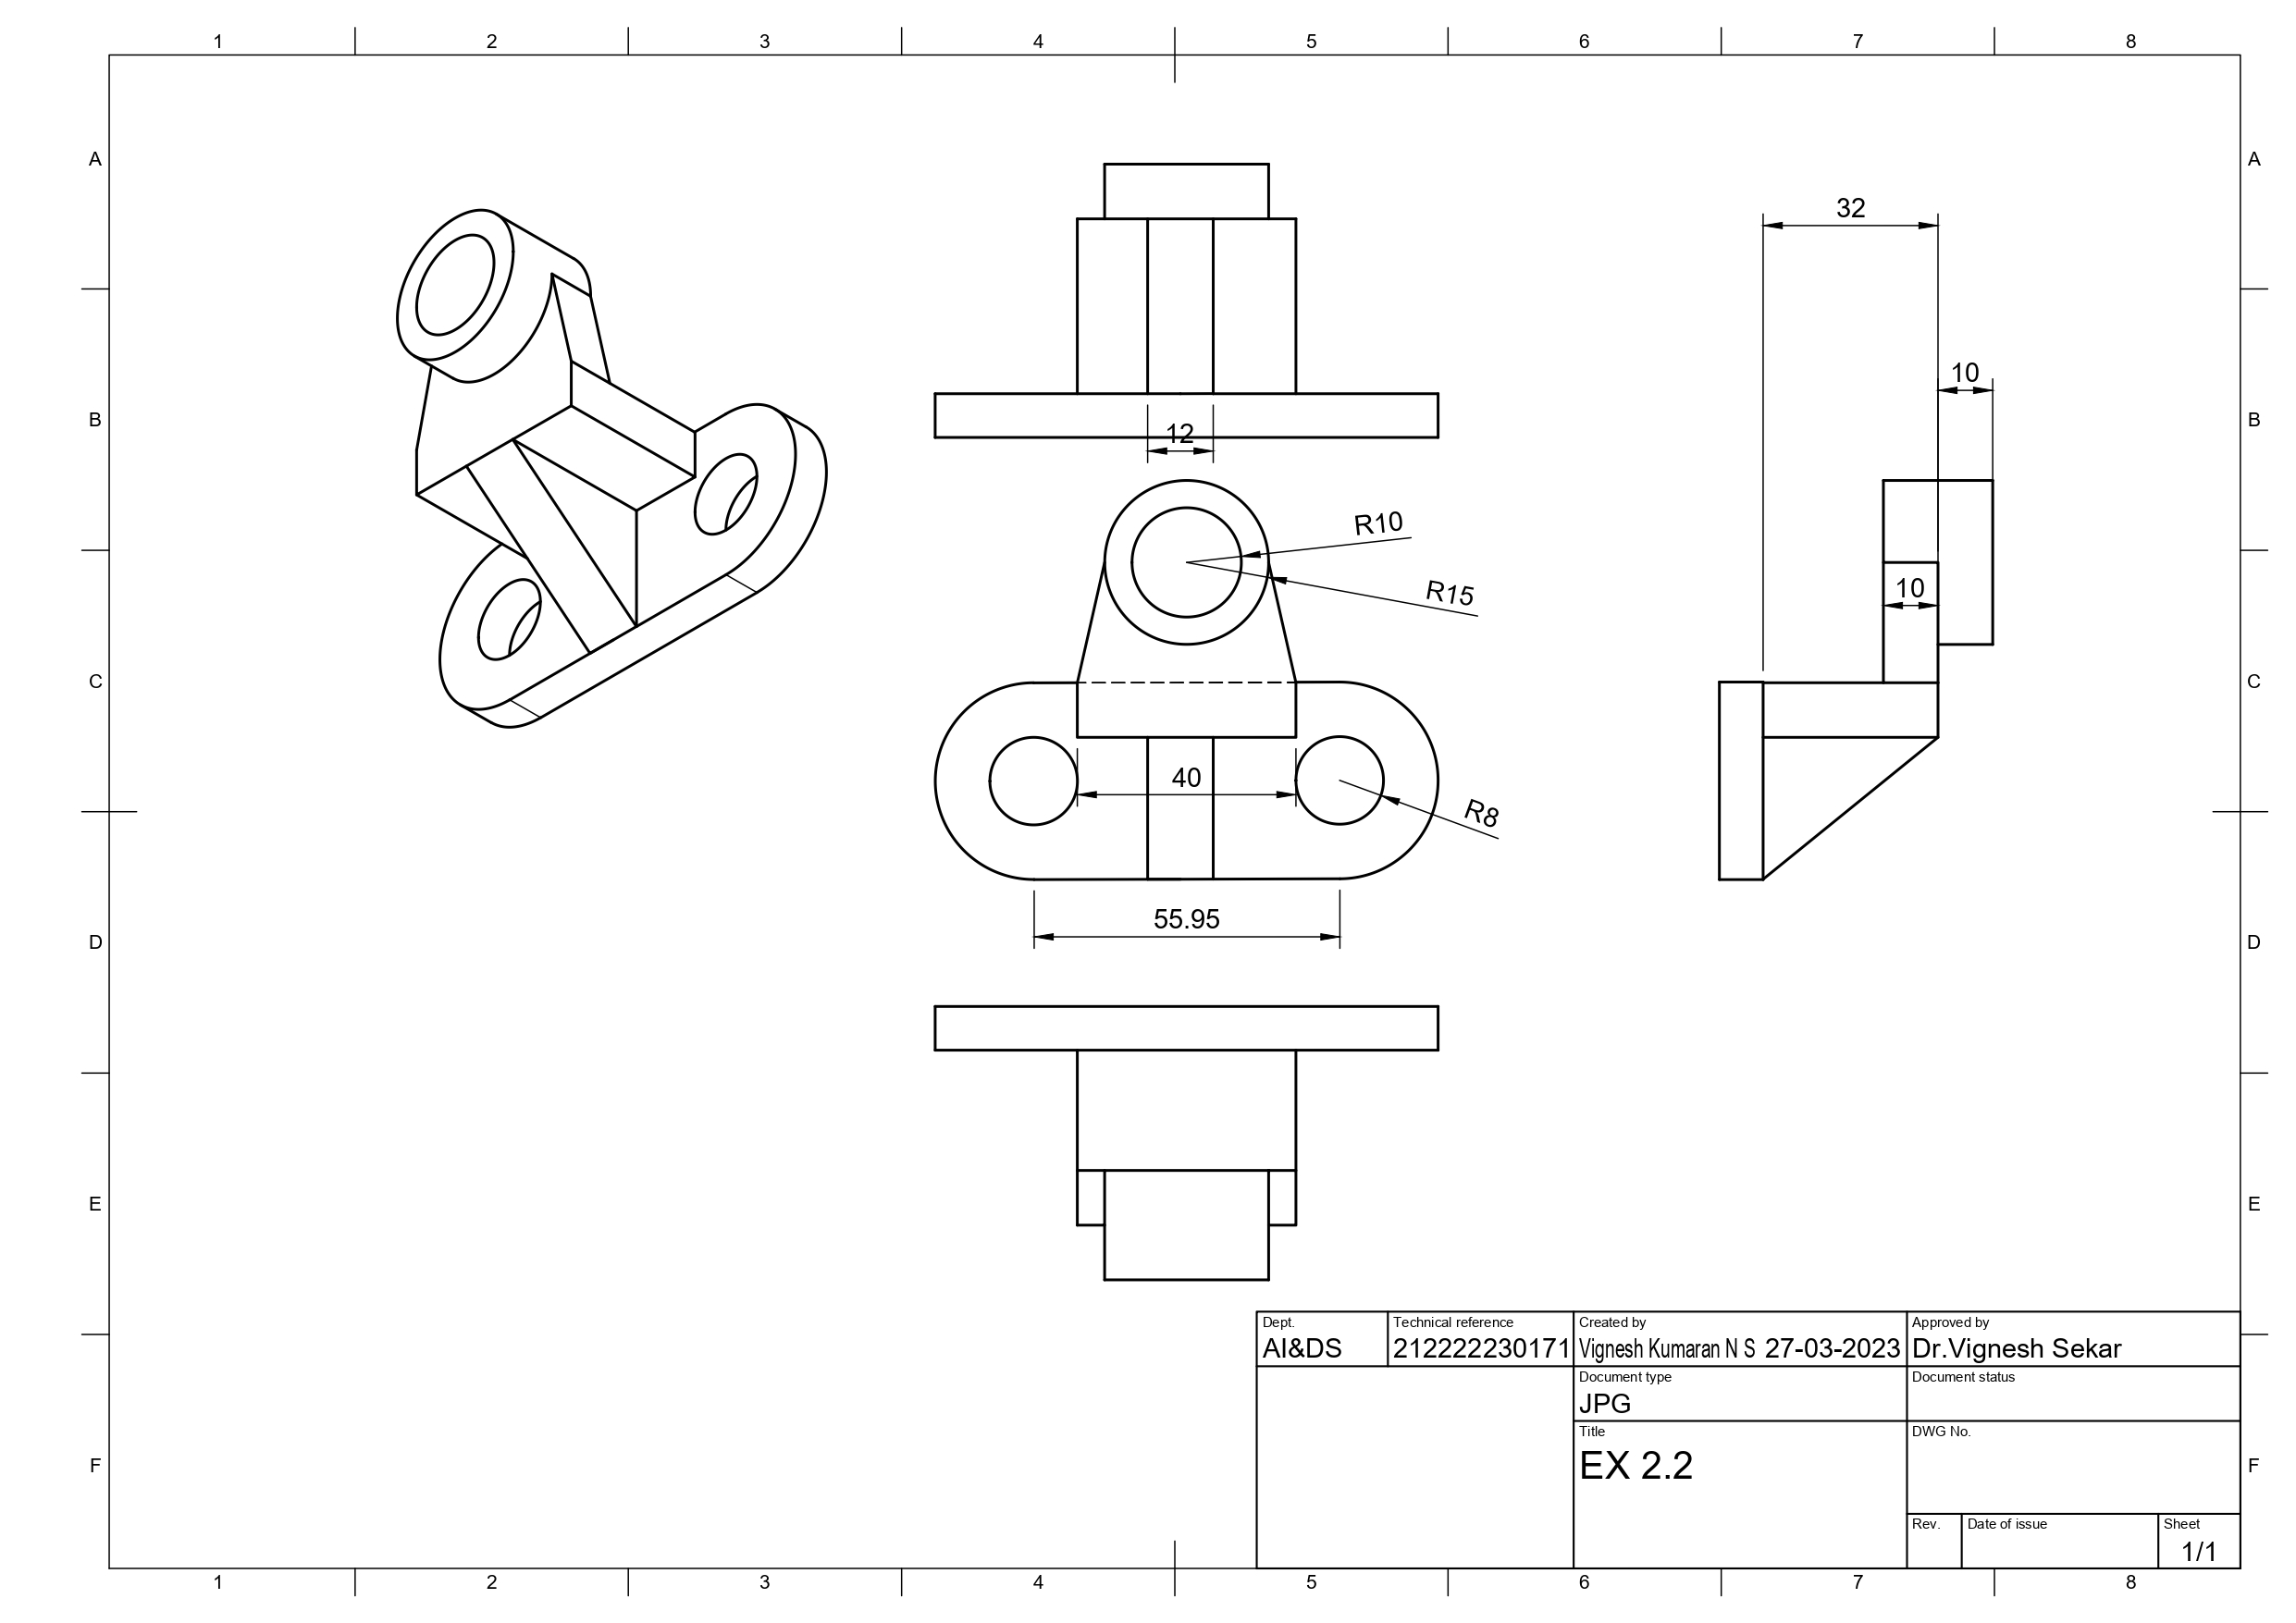 1 2 3 4 5 6 7 8
A A
32
10
B B
12
R10
R15
10
C C
40
R8
55.95
D D
E E
Dept. Technical reference Created by Approved by
AI&DS 212222230171 Vignesh Kumaran N S 27-03-2023 Dr.Vignesh Sekar
Document type Document status
JPG
Title DWG No.
EX 2.2
F F
Rev. Date of issue Sheet
1/1
1 2 3 4 5 6 7 8